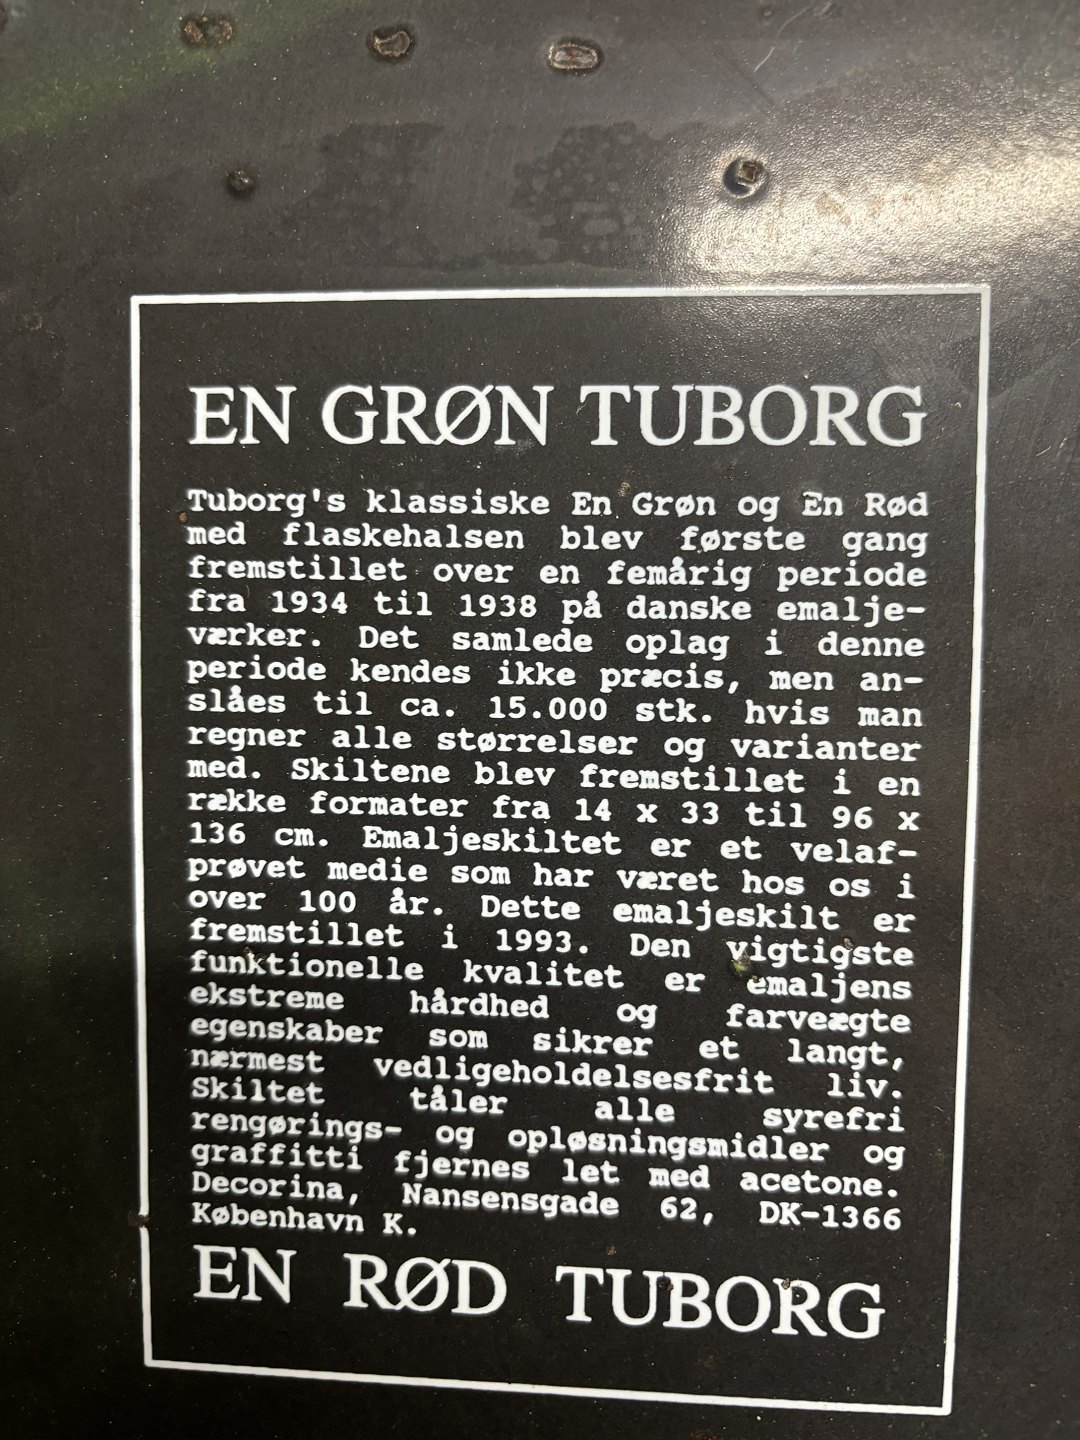 EN GRØN TUBORG
Tuborg's klassiske En Grøn og En Rød
med flaskehalsen blev første gang
fremstillet over en femårig periode
fra 1934 til 1938 på danske emalje-
værker. Det samlede oplag i denne
periode kendes ikke præcis, men an-
slåes til ca. 15.000 stk. hvis man
regner alle størrelser og varianter
med. Skiltene blev fremstillet i en
række formater fra 14 x 33 til 96 x
136 cm. Emaljeskiltet er et velaf-
prøvet medie som har været hos os i
over 100 år. Dette emaljeskilt er
fremstillet i 1993. Den vigtigste
funktionelle kvalitet er emaljens
ekstreme hårdhed og farveægte
egenskaber som sikrer et langt,
nærmest vedligeholdelsesfrit liv.
Skiltet tåler alle syrefri
rengørings- og opløsningsmidler og
graffitti fjernes let med acetone.
Decorina, Nansensgade 62, DK-1366
København K.
EN RØD TUBORG